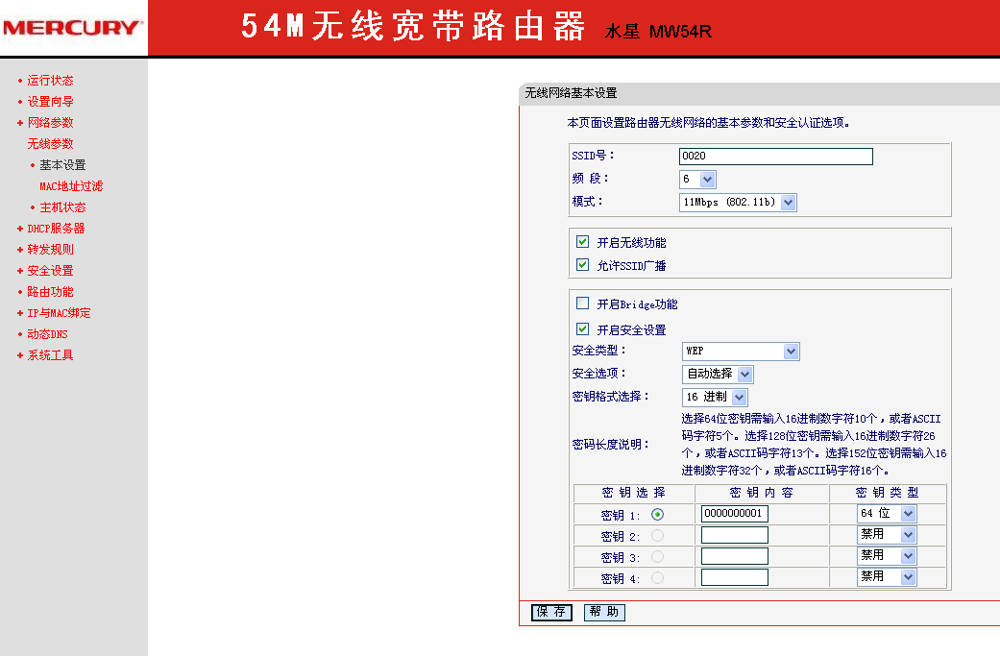 MERCURY
54M无线宽带路由器 水星 MW54R
运行状态
设置向导
网络参数
无线参数
基本设置
MAC地址过滤
主机状态
DHCP服务器
转发规则
安全设置
路由功能
IP与MAC绑定
动态DNS
系统工具
无线网络基本设置
本页面设置路由器无线网络的基本参数和安全认证选项。
SSID号： 0020
频 段： 6
模式： 11Mbps (802.11b)
开启无线功能
允许SSID广播
开启Bridge功能
开启安全设置
安全类型： WEP
安全选项： 自动选择
密钥格式选择： 16 进制
密码长度说明：
选择64位密钥需输入16进制数字符10个，或者ASCII
码字符5个。选择128位密钥需输入16进制数字符26
个，或者ASCII码字符13个。选择152位密钥需输入16
进制数字符32个，或者ASCII码字符16个。
密 钥 选 择 密 钥 内 容 密 钥 类 型
密钥 1: 0000000001 64 位
密钥 2: 禁用
密钥 3: 禁用
密钥 4: 禁用
保 存 帮 助